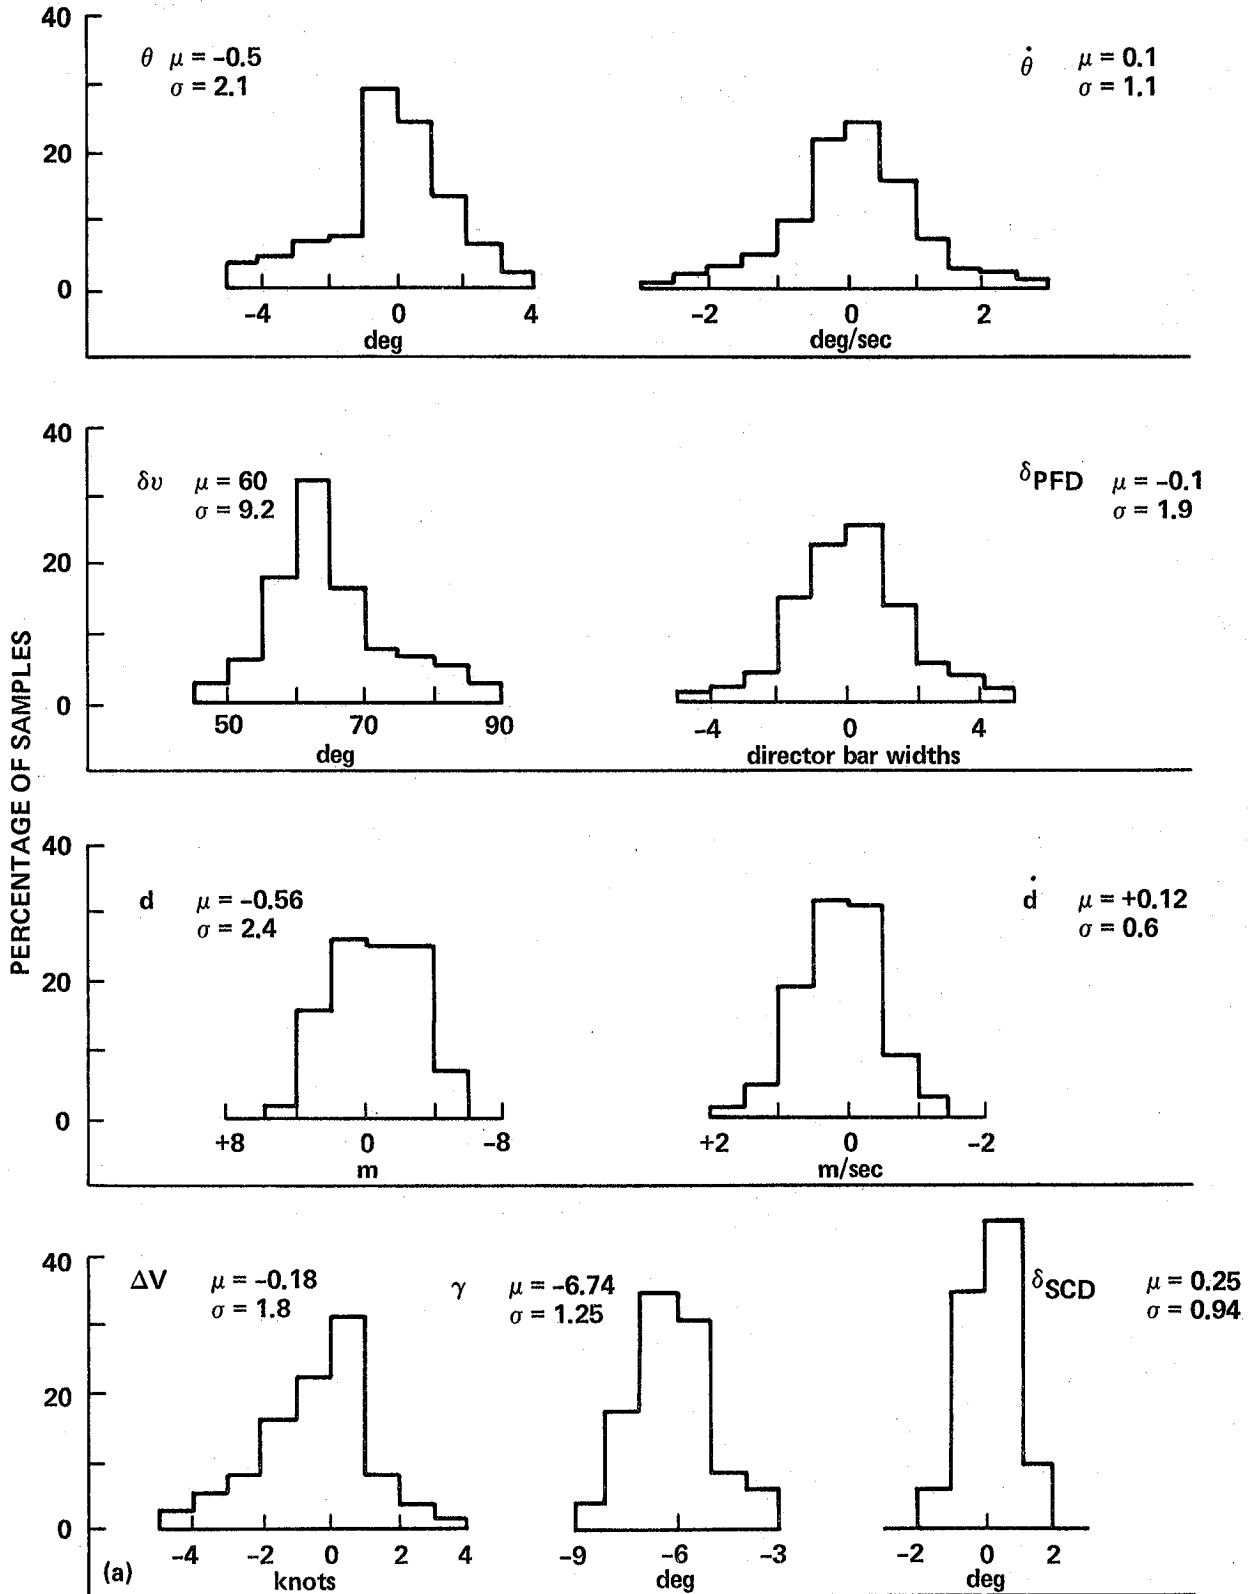 PERCENTAGE OF SAMPLES
40
20
0
θ μ = -0.5
σ = 2.1
-4 0 4
deg
θ̇ μ = 0.1
σ = 1.1
-2 0 2
deg/sec
40
20
0
δυ μ = 60
σ = 9.2
50 70 90
deg
δPFD μ = -0.1
σ = 1.9
-4 0 4
director bar widths
40
20
0
d μ = -0.56
σ = 2.4
+8 0 -8
m
ḋ μ = +0.12
σ = 0.6
+2 0 -2
m/sec
40
20
0
ΔV μ = -0.18
σ = 1.8
-4 -2 0 2 4
knots
γ μ = -6.74
σ = 1.25
-9 -6 -3
deg
δSCD μ = 0.25
σ = 0.94
-2 0 2
deg
(a)